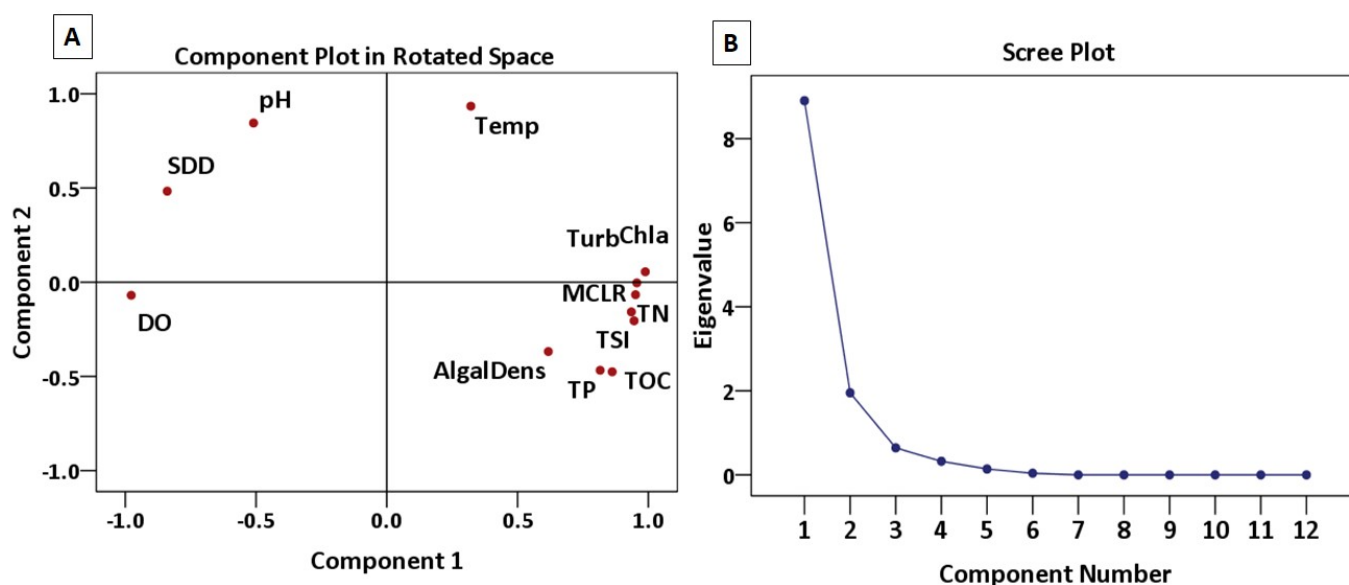 A
Component Plot in Rotated Space
Component 2
1.0
0.5
0.0
-0.5
-1.0
pH
Temp
SDD
TurbChla
MCLR
TN
DO
TSI
AlgalDens
TP
TOC
-1.0 -0.5 0.0 0.5 1.0
Component 1
B
Scree Plot
Eigenvalue
8
6
4
2
0
1 2 3 4 5 6 7 8 9 10 11 12
Component Number